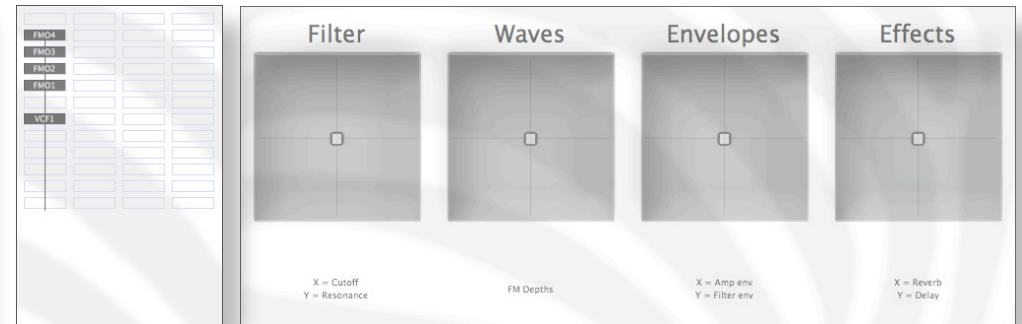 FMO4
FMO3
FMO2
FMO1
VCF1
Filter
Waves
Envelopes
Effects
X = Cutoff
Y = Resonance
FM Depths
X = Amp env
Y = Filter env
X = Reverb
Y = Delay